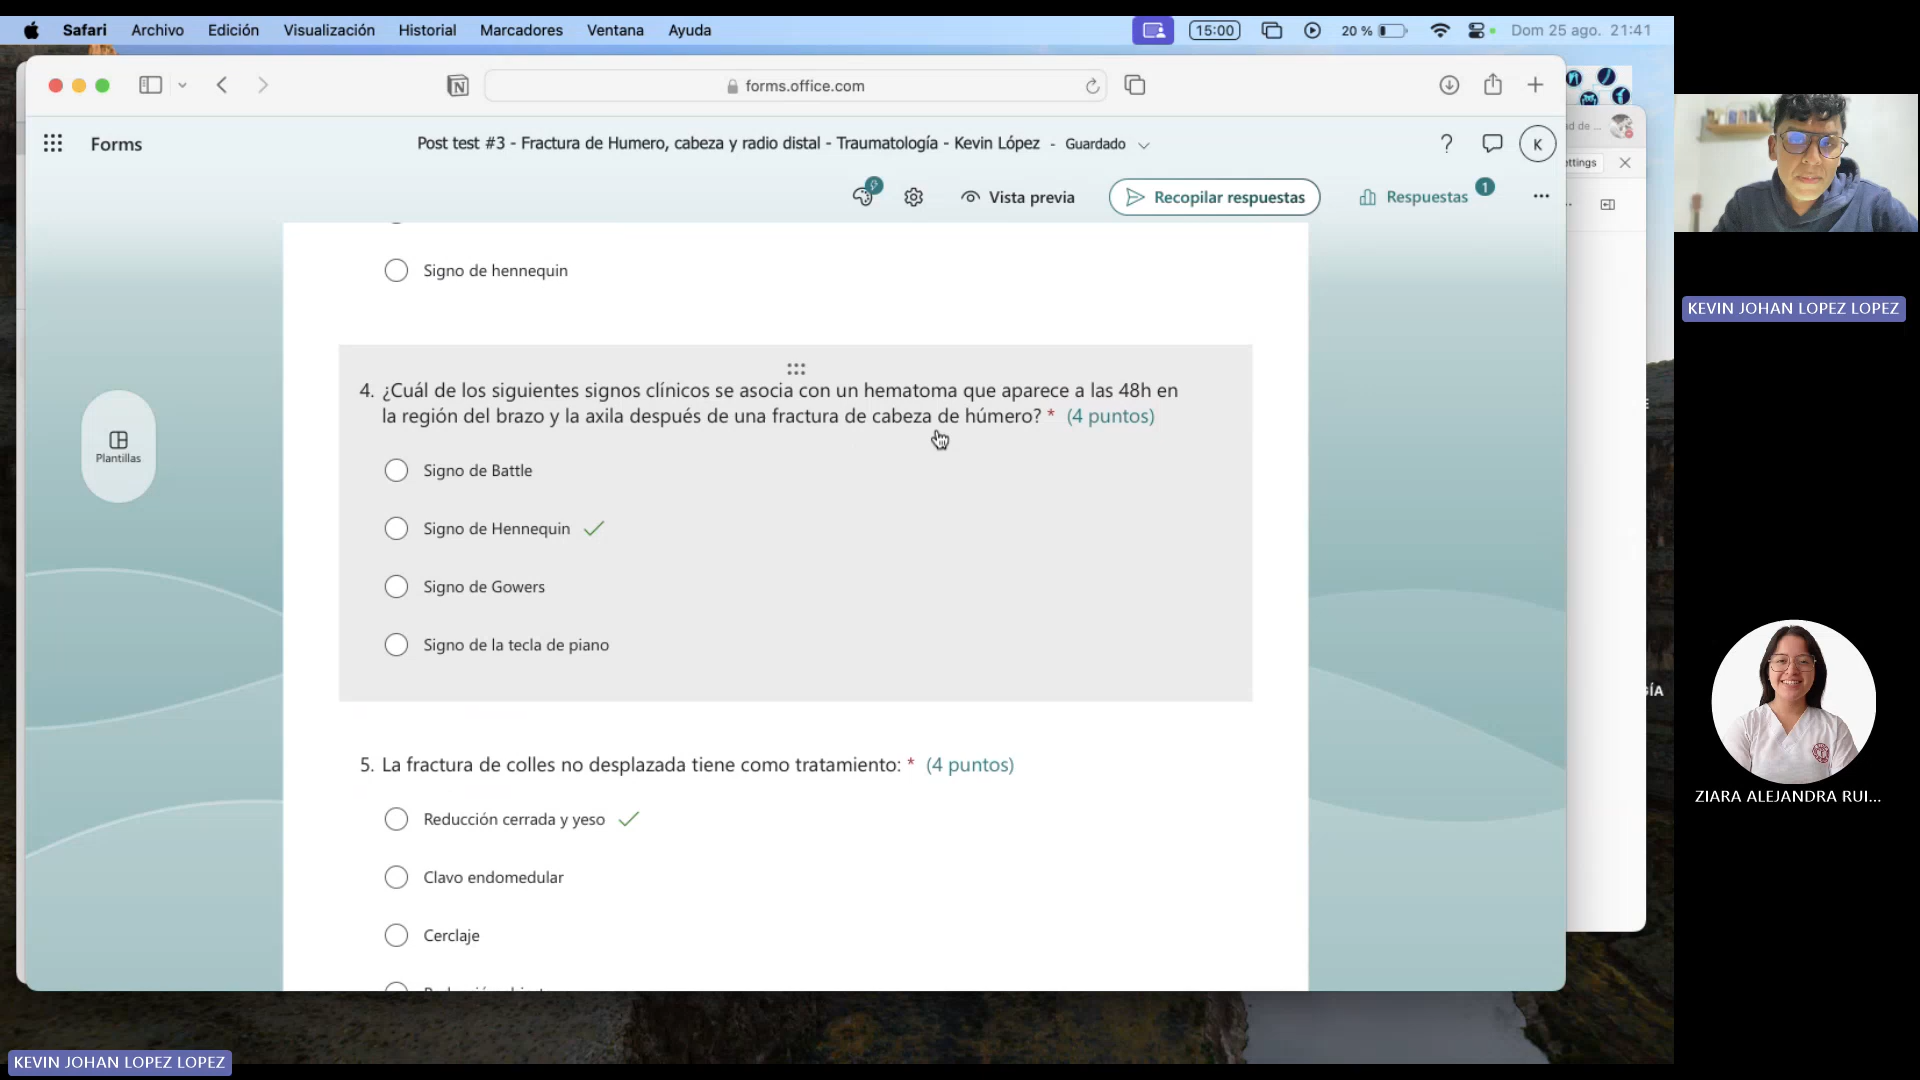 Safari Archivo Edición Visualización Historial Marcadores Ventana Ayuda 15:00 20 % Dom 25 ago. 21:41
forms.office.com
Forms
Post test #3 - Fractura de Humero, cabeza y radio distal - Traumatología - Kevin López - Guardado
? K
Vista previa Recopilar respuestas Respuestas 1 ...
Signo de hennequin
4. ¿Cuál de los siguientes signos clínicos se asocia con un hematoma que aparece a las 48h en
la región del brazo y la axila después de una fractura de cabeza de húmero? * (4 puntos)
Plantillas
Signo de Battle
Signo de Hennequin
Signo de Gowers
Signo de la tecla de piano
5. La fractura de colles no desplazada tiene como tratamiento: * (4 puntos)
Reducción cerrada y yeso
Clavo endomedular
Cerclaje
KEVIN JOHAN LOPEZ LOPEZ
ZIARA ALEJANDRA RUI...
KEVIN JOHAN LOPEZ LOPEZ